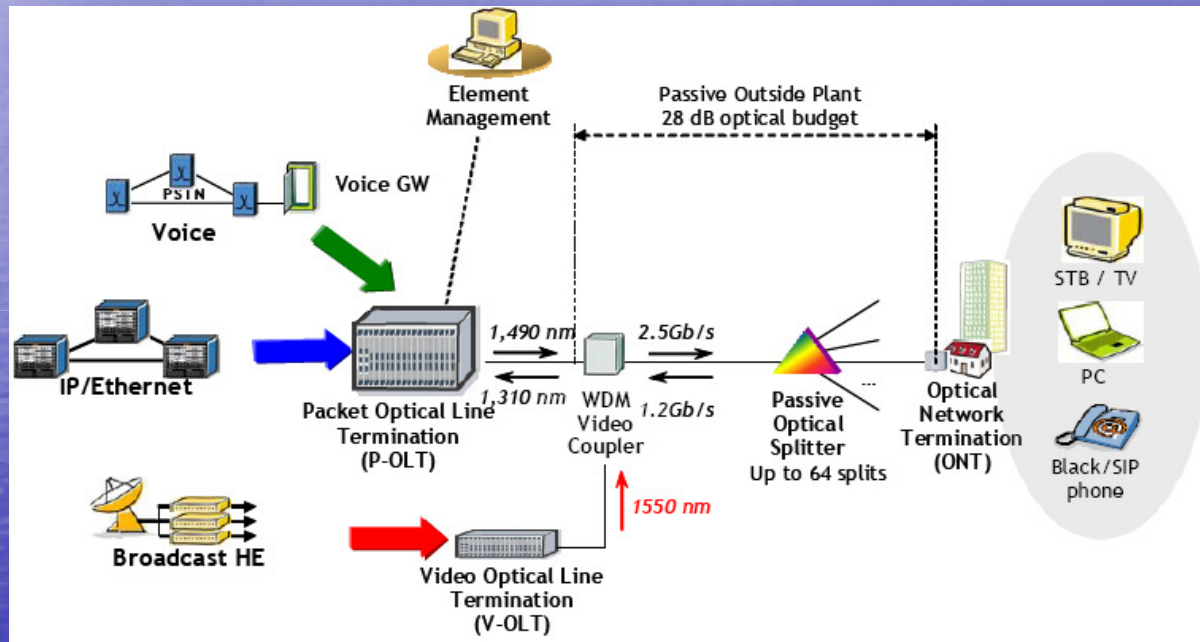 Element
Management
Passive Outside Plant
28 dB optical budget
PSTN
Voice GW
Voice
STB / TV
1,490 nm
2.5Gb/s
IP/Ethernet
1,310 nm
1.2Gb/s
PC
Packet Optical Line
Termination
(P-OLT)
WDM
Video
Coupler
Passive
Optical
Splitter
Up to 64 splits
...
Optical
Network
Termination
(ONT)
Black/SIP
phone
1550 nm
Broadcast HE
Video Optical Line
Termination
(V-OLT)